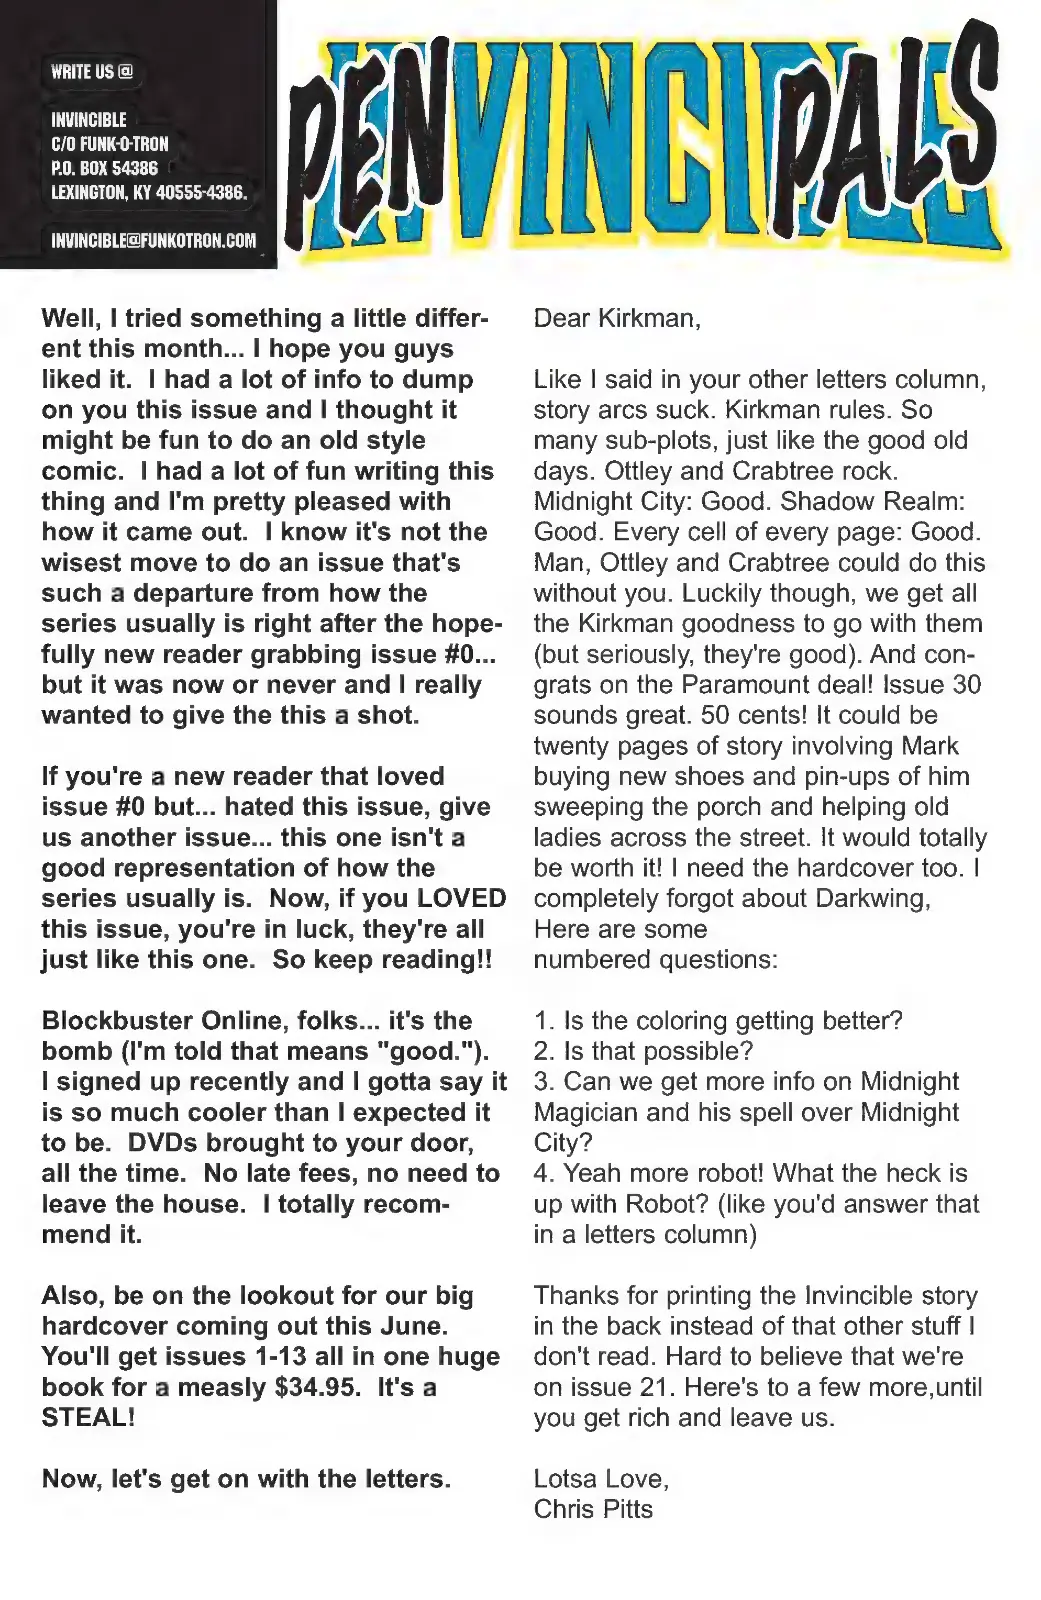 WRITE US @
INVINCIBLE
C/O FUNK-O-TRON
P.O. BOX 54386
LEXINGTON, KY 40555-4386.
INVINCIBLE@FUNKOTRON.COM
INVINCIBLE
PEN PALS
Well, I tried something a little differ-
ent this month... I hope you guys
liked it. I had a lot of info to dump
on you this issue and I thought it
might be fun to do an old style
comic. I had a lot of fun writing this
thing and I'm pretty pleased with
how it came out. I know it's not the
wisest move to do an issue that's
such a departure from how the
series usually is right after the hope-
fully new reader grabbing issue #0...
but it was now or never and I really
wanted to give the this a shot.
If you're a new reader that loved
issue #0 but... hated this issue, give
us another issue... this one isn't a
good representation of how the
series usually is. Now, if you LOVED
this issue, you're in luck, they're all
just like this one. So keep reading!!
Blockbuster Online, folks... it's the
bomb (I'm told that means "good.").
I signed up recently and I gotta say it
is so much cooler than I expected it
to be. DVDs brought to your door,
all the time. No late fees, no need to
leave the house. I totally recom-
mend it.
Also, be on the lookout for our big
hardcover coming out this June.
You'll get issues 1-13 all in one huge
book for a measly $34.95. It's a
STEAL!
Now, let's get on with the letters.
Dear Kirkman,
Like I said in your other letters column,
story arcs suck. Kirkman rules. So
many sub-plots, just like the good old
days. Ottley and Crabtree rock.
Midnight City: Good. Shadow Realm:
Good. Every cell of every page: Good.
Man, Ottley and Crabtree could do this
without you. Luckily though, we get all
the Kirkman goodness to go with them
(but seriously, they're good). And con-
grats on the Paramount deal! Issue 30
sounds great. 50 cents! It could be
twenty pages of story involving Mark
buying new shoes and pin-ups of him
sweeping the porch and helping old
ladies across the street. It would totally
be worth it! I need the hardcover too. I
completely forgot about Darkwing,
Here are some
numbered questions:
1. Is the coloring getting better?
2. Is that possible?
3. Can we get more info on Midnight
Magician and his spell over Midnight
City?
4. Yeah more robot! What the heck is
up with Robot? (like you'd answer that
in a letters column)
Thanks for printing the Invincible story
in the back instead of that other stuff I
don't read. Hard to believe that we're
on issue 21. Here's to a few more,until
you get rich and leave us.
Lotsa Love,
Chris Pitts